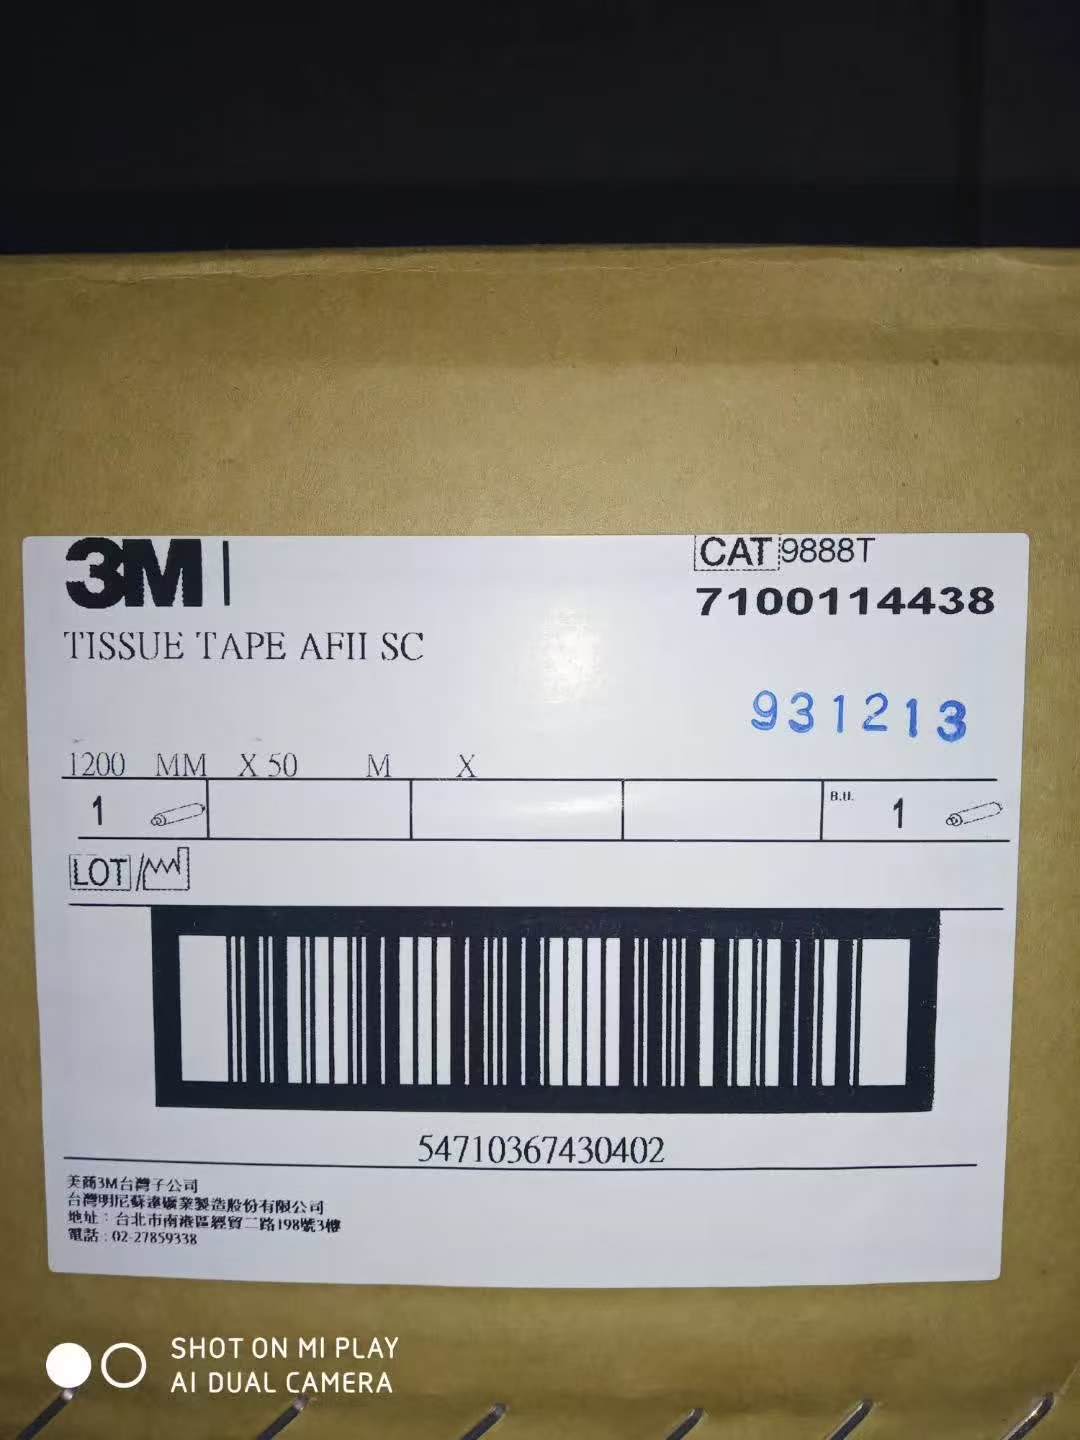 3M
CAT 9888T
7100114438
TISSUE TAPE AFII SC
931213
1200 MM X 50 M X
1 B.U. 1
LOT
54710367430402
美商3M台灣子公司
台灣明尼蘇達礦業製造股份有限公司
地址：台北市南港區經貿二路198號3樓
電話：02-27859338
SHOT ON MI PLAY
AI DUAL CAMERA